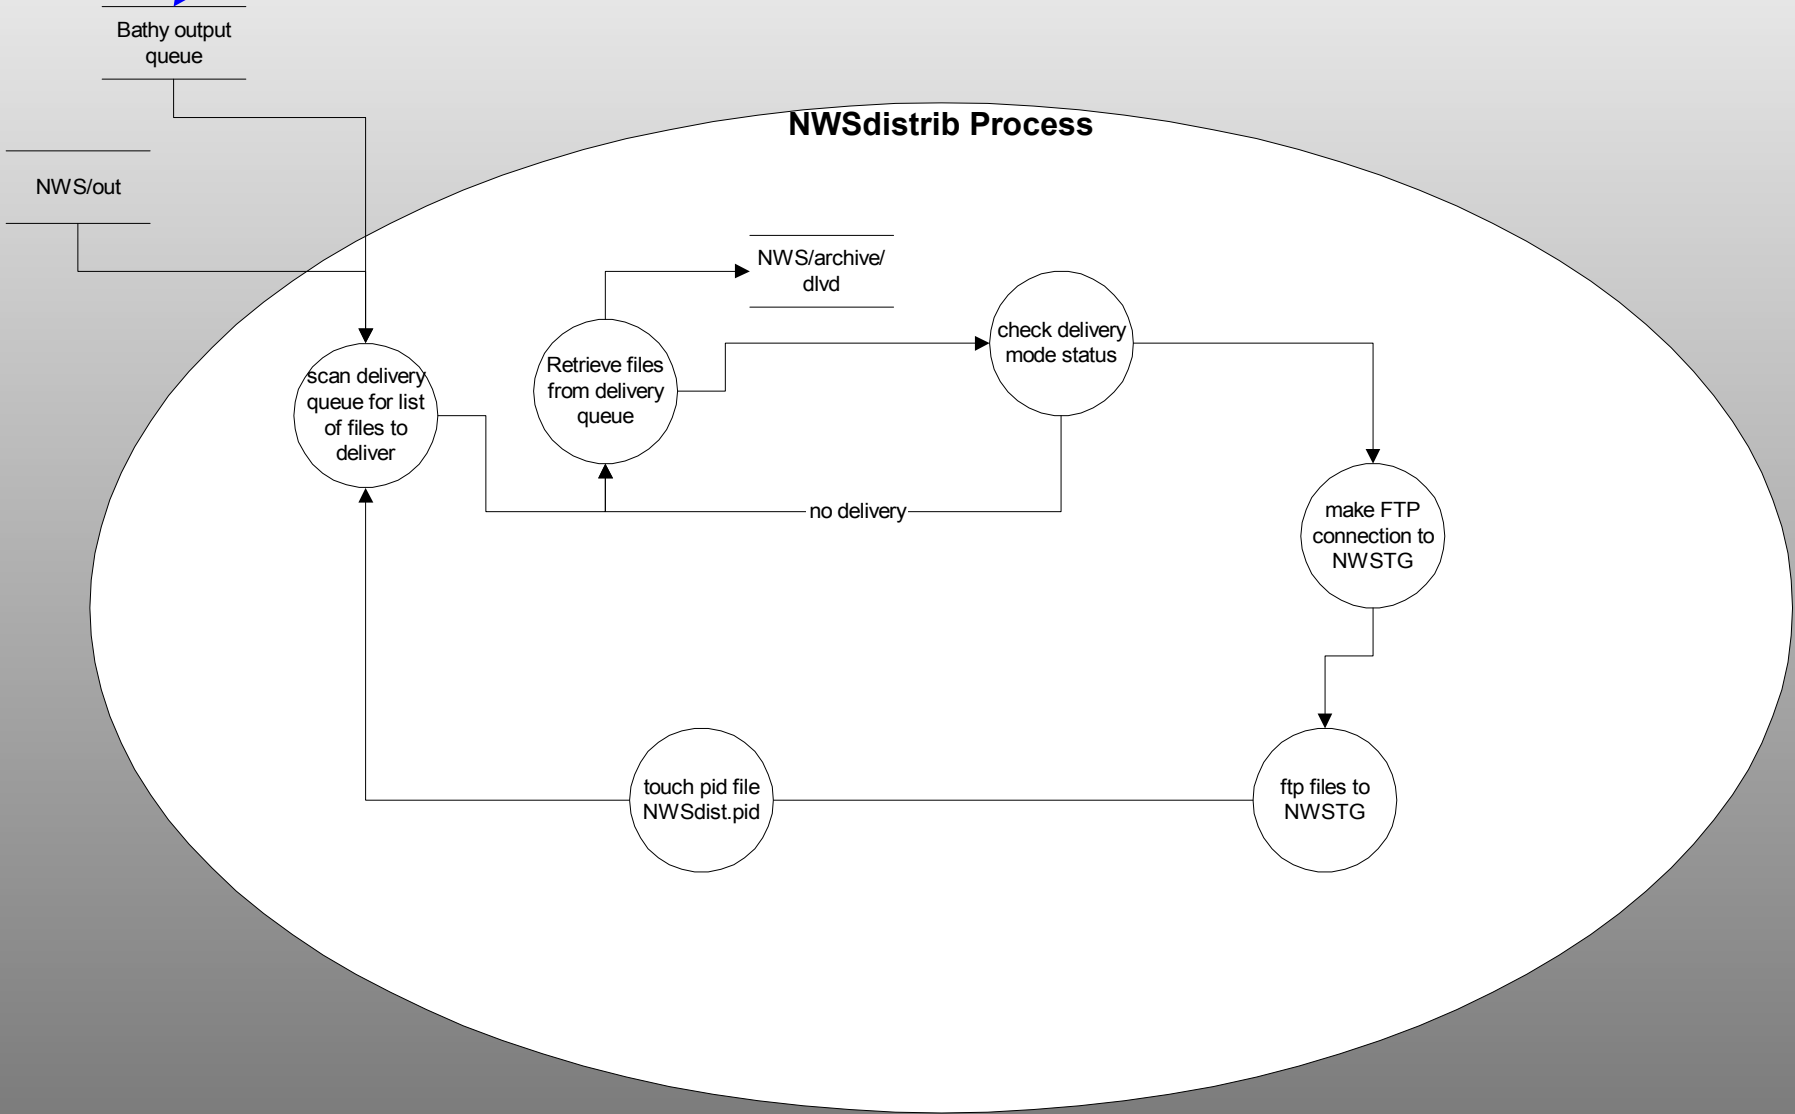 Bathy output
queue
NWSdistrib Process
NWS/out
NWS/archive/
dlvd
check delivery
mode status
Retrieve files
from delivery
queue
scan delivery
queue for list
of files to
deliver
no delivery
make FTP
connection to
NWSTG
touch pid file
NWSdist.pid
ftp files to
NWSTG